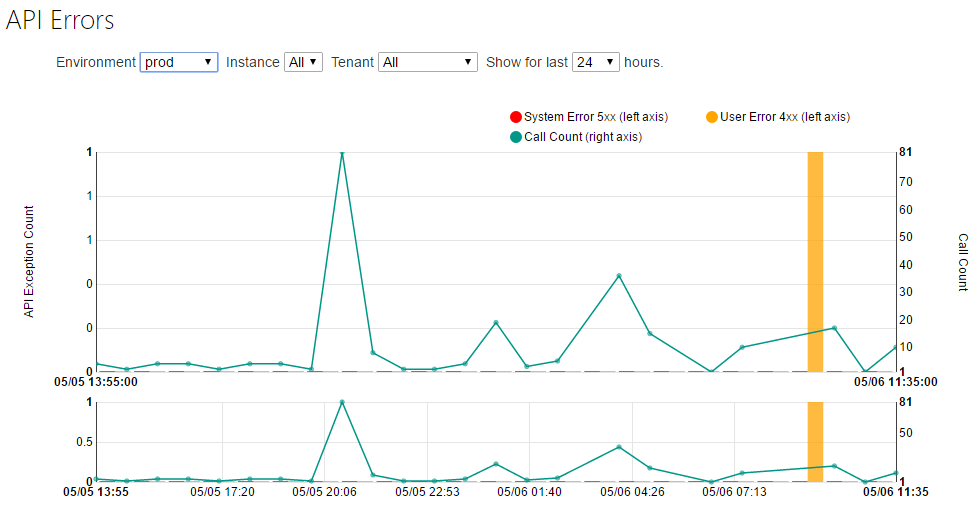 API Errors
Environment prod Instance All Tenant All Show for last 24 hours.
System Error 5xx (left axis) User Error 4xx (left axis)
Call Count (right axis)
API Exception Count
1
1
1
0
0
0
81
70
60
50
40
30
20
10
1
Call Count
05/05 13:55:00 05/06 11:35:00
1
0.5
0
81
50
1
05/05 13:55 05/05 17:20 05/05 20:06 05/05 22:53 05/06 01:40 05/06 04:26 05/06 07:13 05/06 11:35